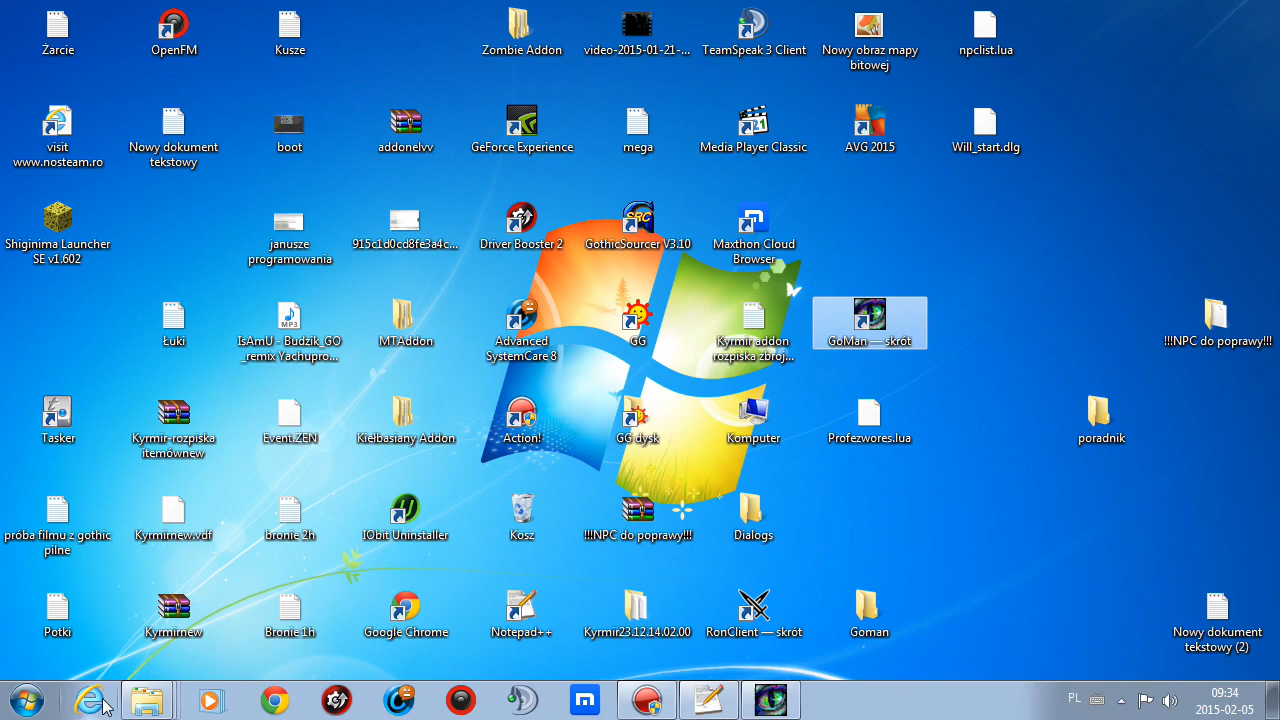 Żarcie
OpenFM
Kusze
Zombie Addon
video-2015-01-21-...
TeamSpeak 3 Client
Nowy obraz mapy
bitowej
npclist.lua
visit
www.nosteam.ro
Nowy dokument
tekstowy
boot
addonelvv
GeForce Experience
mega
21
Media Player Classic
AVG 2015
Will_start.dlg
Shiginima Launcher
SE v1.602
janusze
programowania
915c1d0cd8fe3a4c...
Driver Booster 2
SRC
GothicSourcer V3.10
Maxthon Cloud
Browser
Łuki
MP3
IsAmU - Budzik_GO
_remix Yachupro...
MTAddon
Advanced
SystemCare 8
GG
Kyrmir addon
rozpiska zbroj...
GoMan — skrót
!!!NPC do poprawy!!!
Tasker
Kyrmir-rozpiska
itemównew
Event.ZEN
Kiełbasiany Addon
Action!
GG dysk
Komputer
Profezwores.lua
poradnik
próba filmu z gothic
pilne
Kyrmirnew.vdf
bronie 2h
IObit Uninstaller
Kosz
!!!NPC do poprawy!!!
Dialogs
Potki
Kyrmirnew
Bronie 1h
Google Chrome
Notepad++
Kyrmir23.12.14.02.00
RonClient — skrót
Goman
Nowy dokument
tekstowy (2)
PL
09:34
2015-02-05